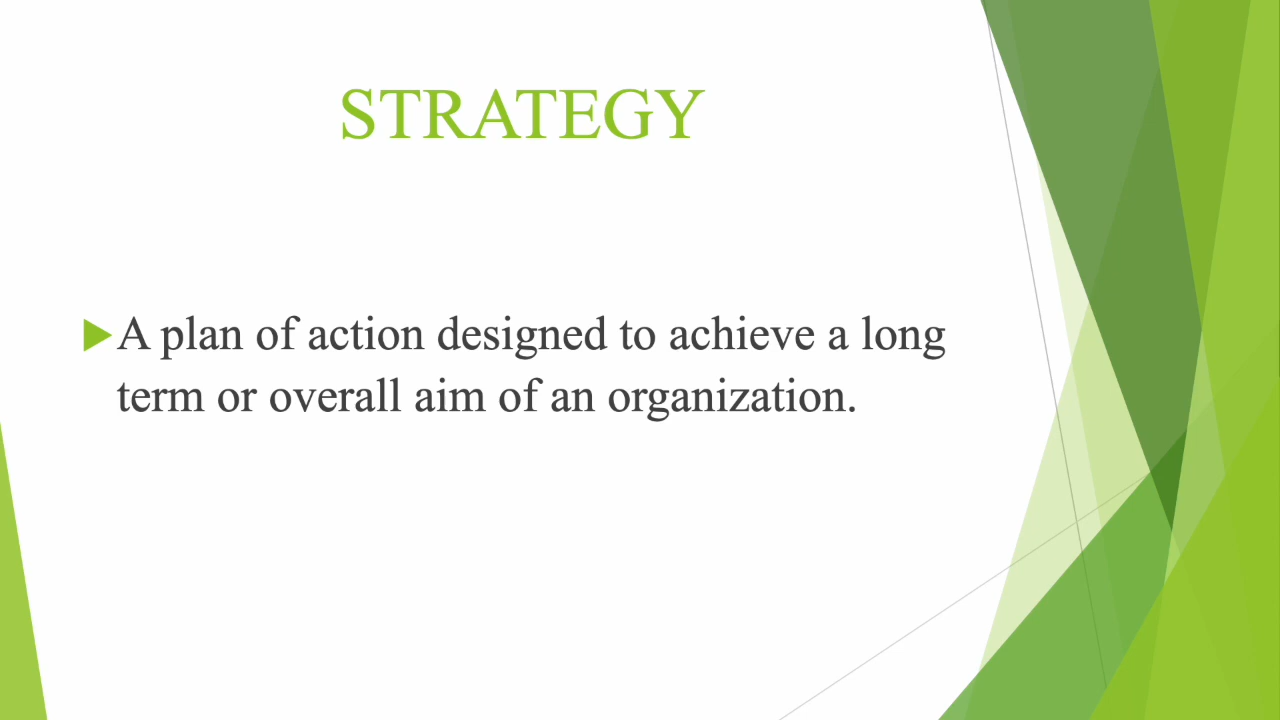 STRATEGY
A plan of action designed to achieve a long
term or overall aim of an organization.